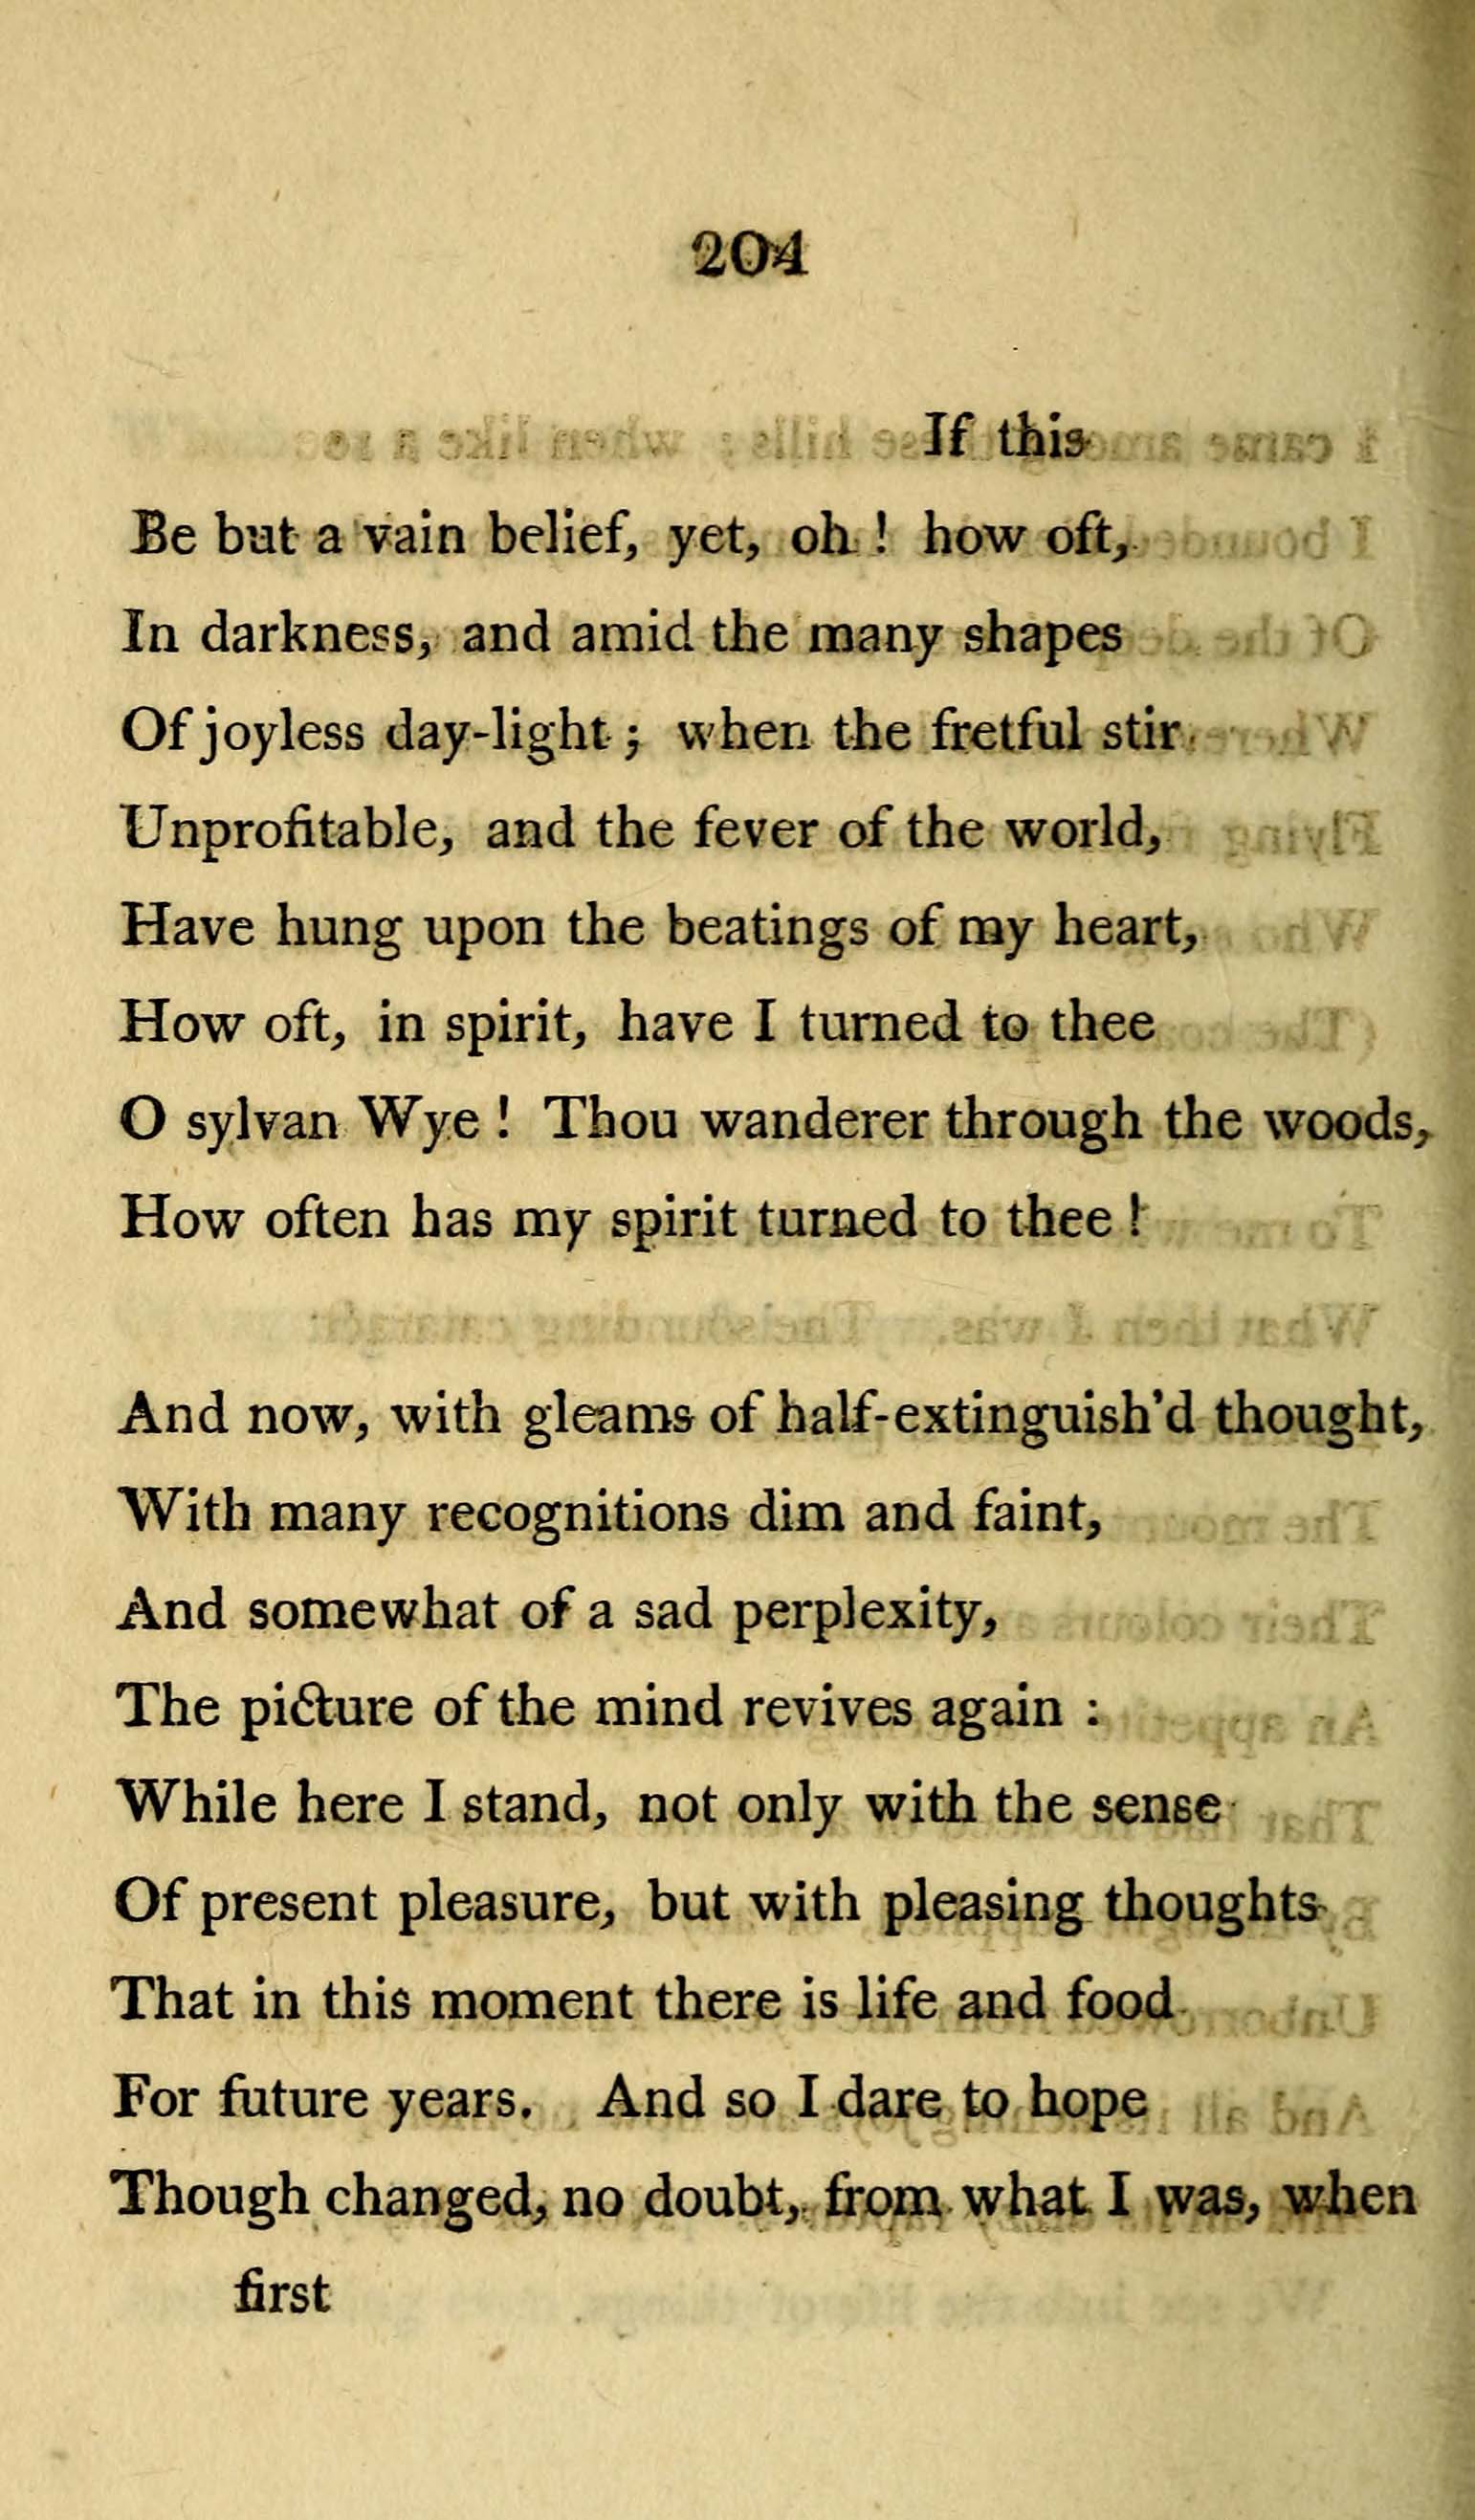 204
If this
Be but a vain belief, yet, oh! how oft,
In darkness, and amid the many shapes
Of joyless day-light; when the fretful stir
Unprofitable, and the fever of the world,
Have hung upon the beatings of my heart,
How oft, in spirit, have I turned to thee
O sylvan Wye! Thou wanderer through the woods,
How often has my spirit turned to thee!
And now, with gleams of half-extinguish'd thought,
With many recognitions dim and faint,
And somewhat of a sad perplexity,
The picture of the mind revives again:
While here I stand, not only with the sense
Of present pleasure, but with pleasing thoughts
That in this moment there is life and food
For future years. And so I dare to hope
Though changed, no doubt, from what I was, when
first